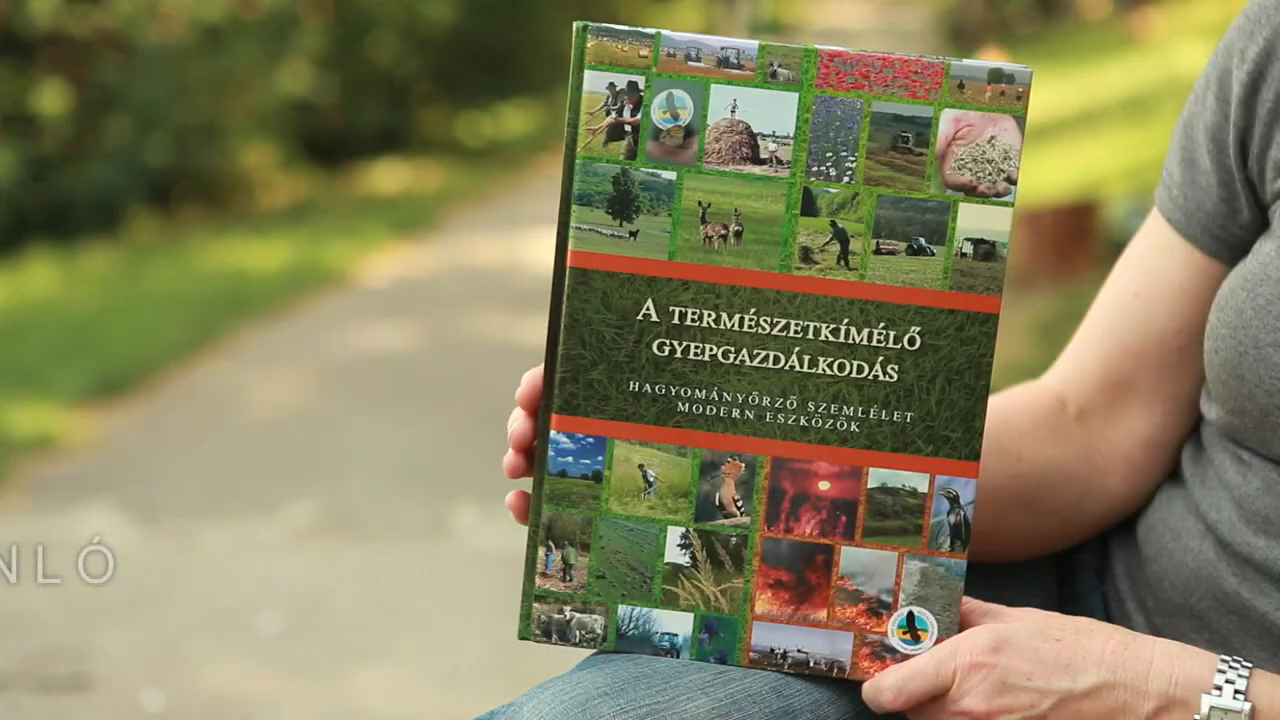 A TERMÉSZETKÍMÉLŐ
GYEPGAZDÁLKODÁS
HAGYOMÁNYŐRZŐ SZEMLÉLET
MODERN ESZKÖZÖK
NLÓ